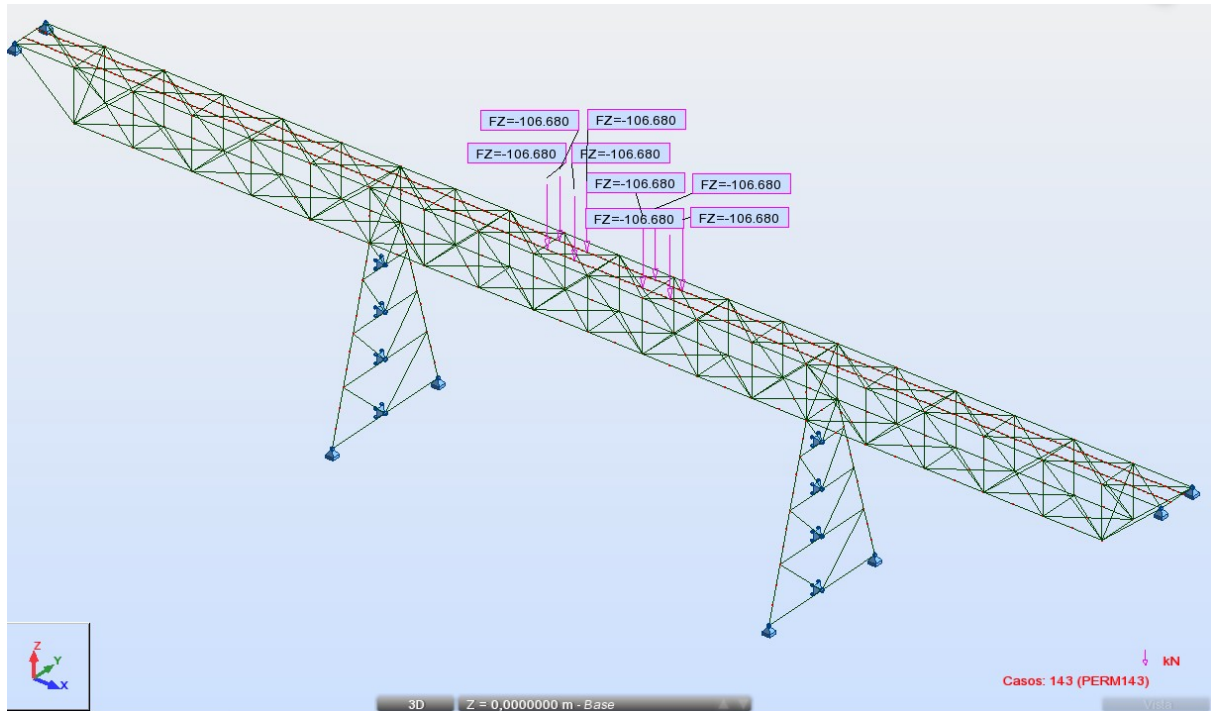 FZ=-106.680 FZ=-106.680
FZ=-106.680 FZ=-106.680
FZ=-106.680 FZ=-106.680
FZ=-106.680 FZ=-106.680
Z
Y
X
kN
Casos: 143 (PERM143)
3D Z = 0,0000000 m - Base Vista